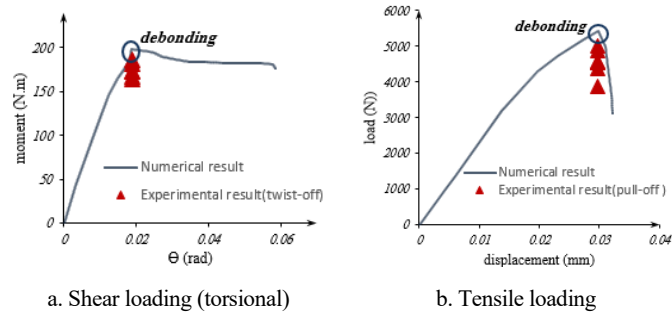 debonding
200
150
100
50
0
moment (N.m)
Numerical result
Experimental result(twist-off)
0 0.02 0.04 0.06
Ɵ (rad)
a. Shear loading (torsional)
debonding
6000
5000
4000
3000
2000
1000
0
load (N))
Numerical result
Experimental result(pull-off)
0 0.01 0.02 0.03 0.04
displacement (mm)
b. Tensile loading